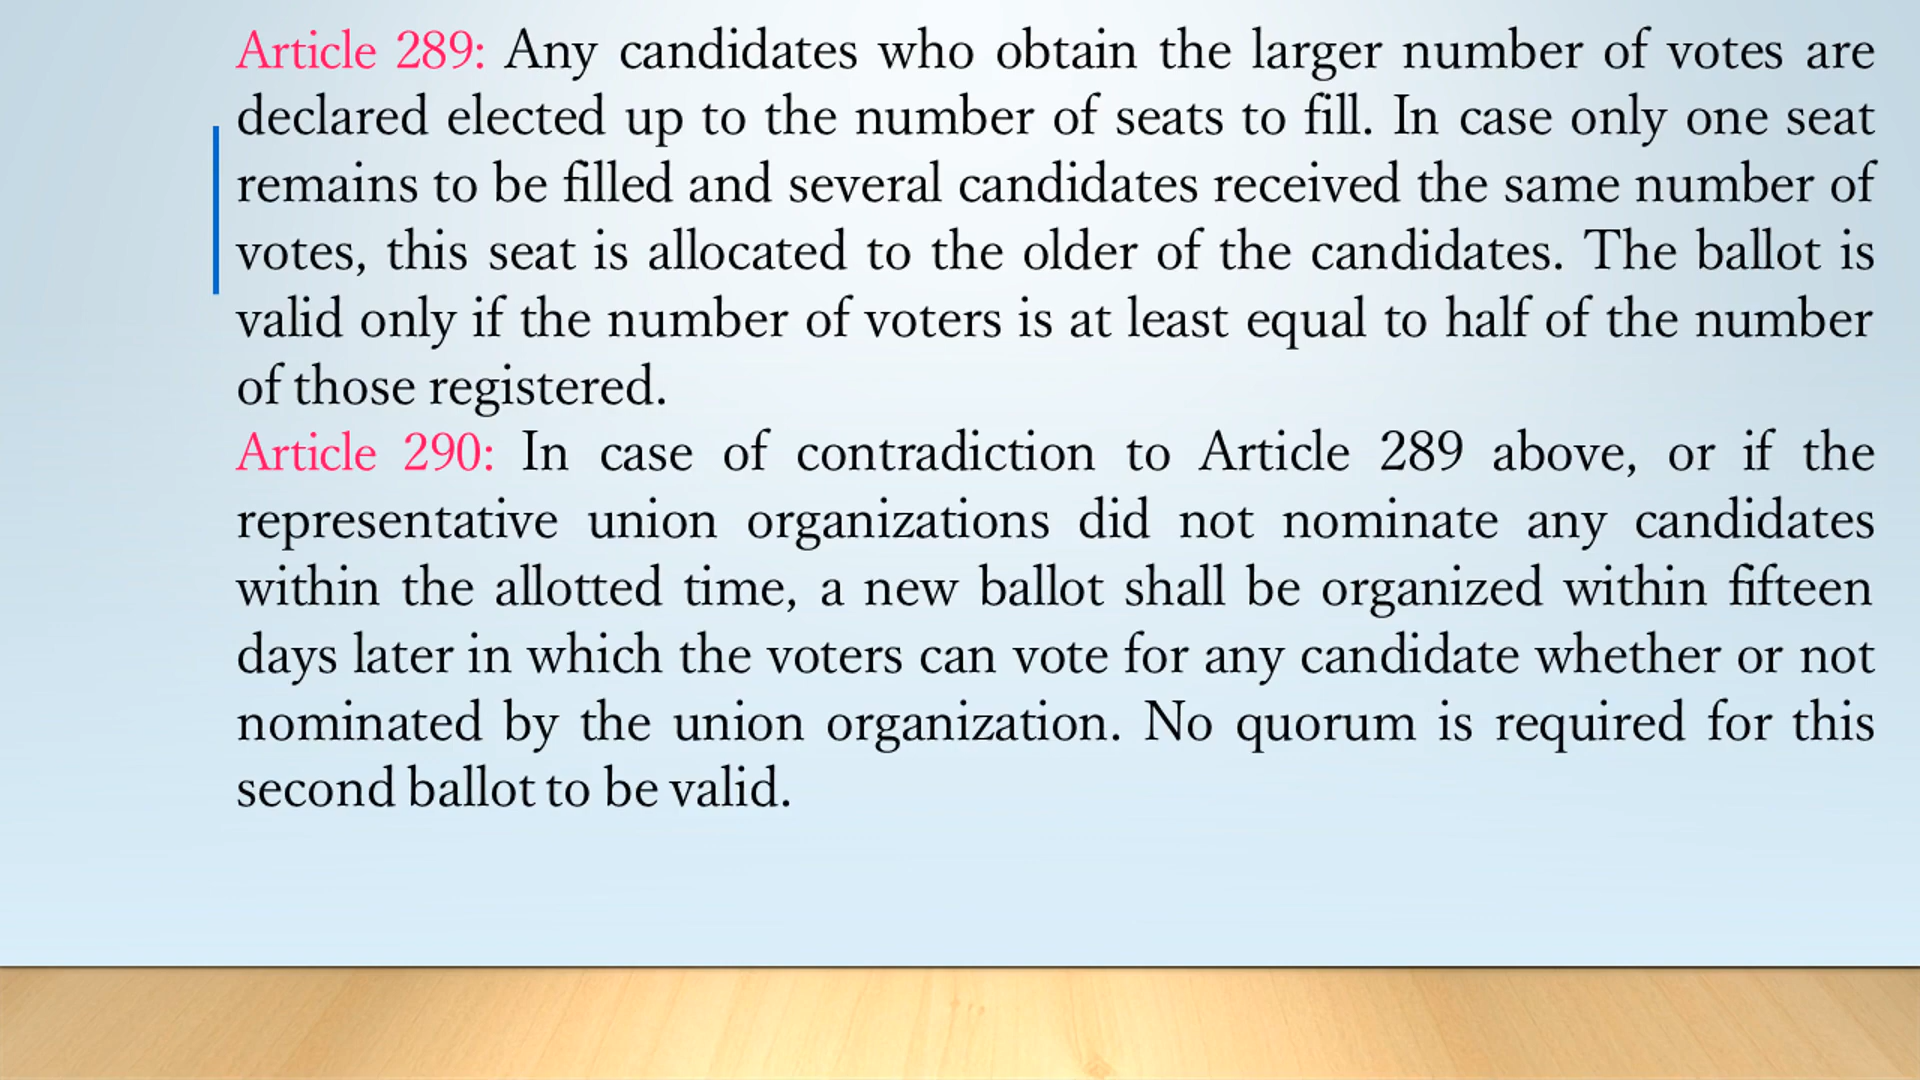 Article 289: Any candidates who obtain the larger number of votes are
declared elected up to the number of seats to fill. In case only one seat
remains to be filled and several candidates received the same number of
votes, this seat is allocated to the older of the candidates. The ballot is
valid only if the number of voters is at least equal to half of the number
of those registered.
Article 290: In case of contradiction to Article 289 above, or if the
representative union organizations did not nominate any candidates
within the allotted time, a new ballot shall be organized within fifteen
days later in which the voters can vote for any candidate whether or not
nominated by the union organization. No quorum is required for this
second ballot to be valid.